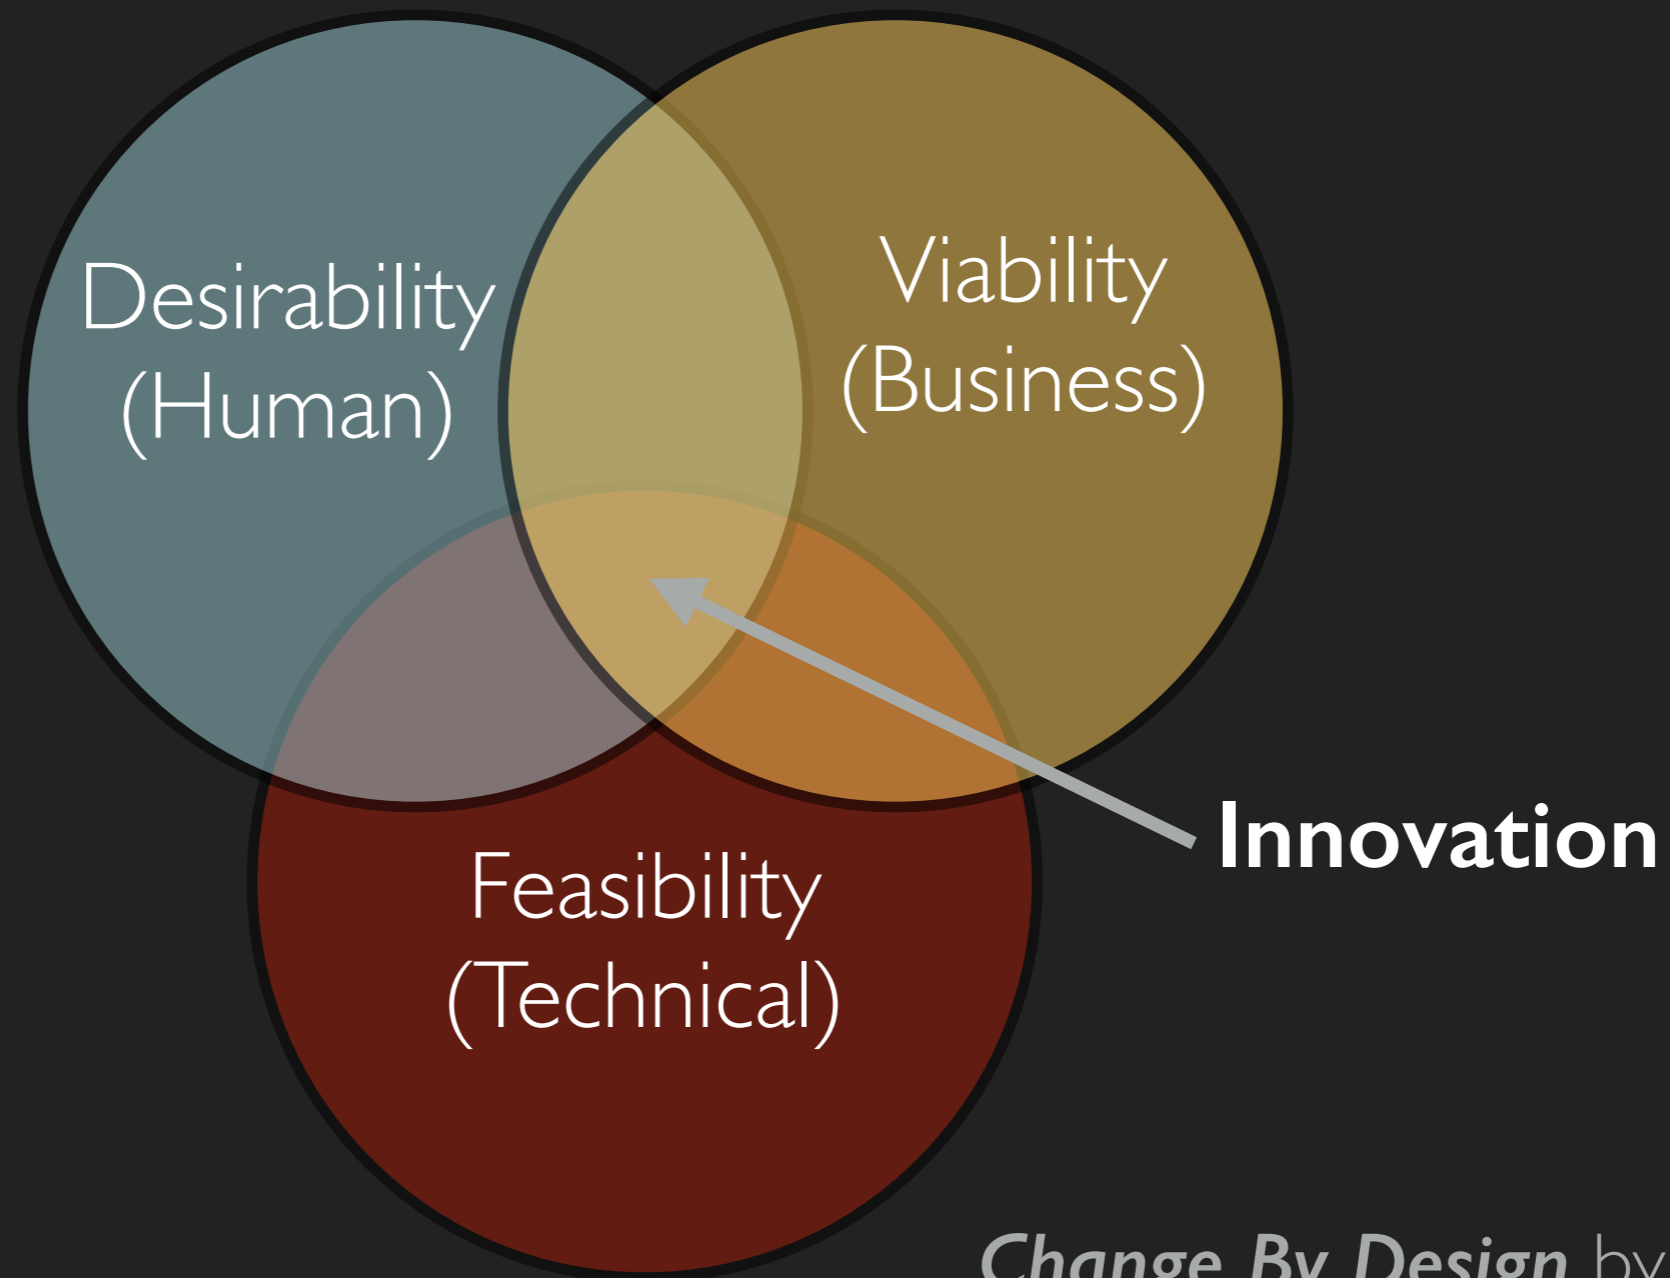 Desirability
(Human)
Viability
(Business)
Innovation
Feasibility
(Technical)
Change By Design by